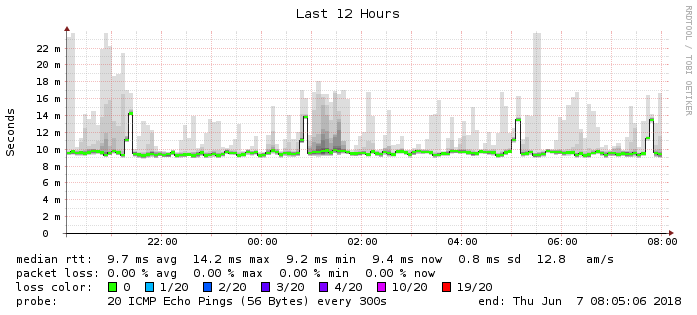 Last 12 Hours
RRDTOOL / TOBI OETIKER
Seconds
22 m
20 m
18 m
16 m
14 m
12 m
10 m
8 m
6 m
4 m
2 m
0
22:00 00:00 02:00 04:00 06:00 08:00
median rtt: 9.7 ms avg 14.2 ms max 9.2 ms min 9.4 ms now 0.8 ms sd 12.8 am/s
packet loss: 0.00 % avg 0.00 % max 0.00 % min 0.00 % now
loss color: 0 1/20 2/20 3/20 4/20 10/20 19/20
probe: 20 ICMP Echo Pings (56 Bytes) every 300s end: Thu Jun 7 08:05:06 2018